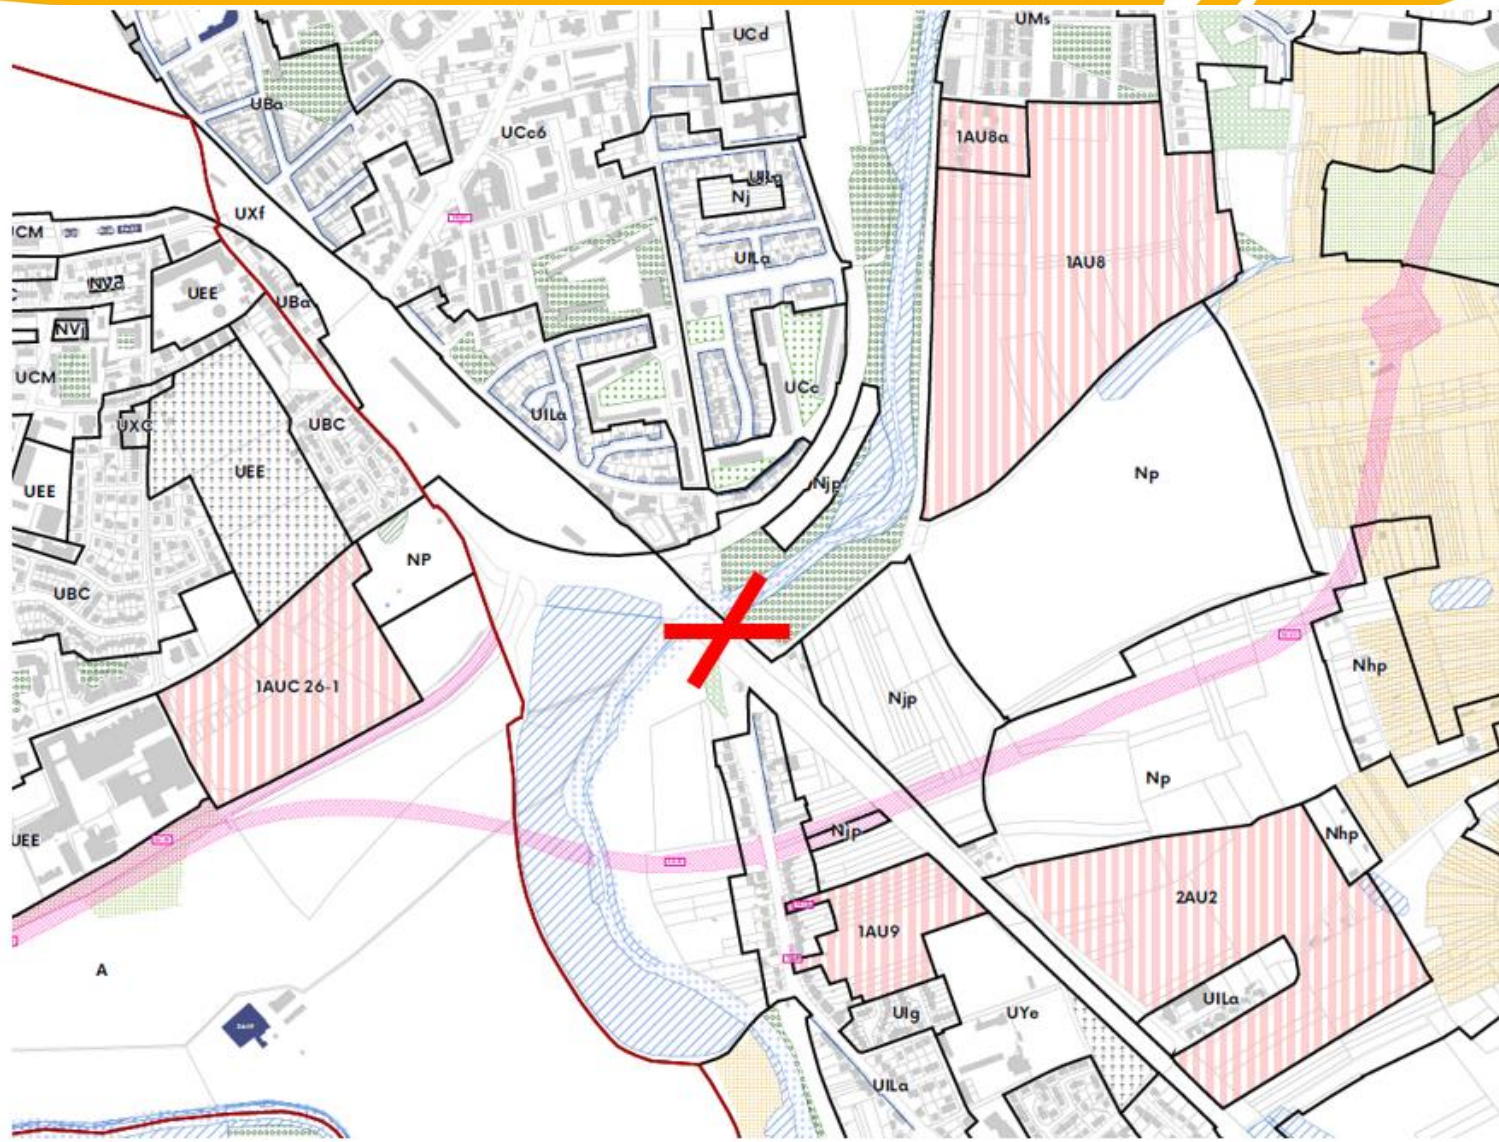 UMs
UCd
UBa
UCc6
1AU8a
Nj
UXf
UCM
UILa
1AU8
NVa
UEE
UBa
NVj
UCM
UCc
UILa
UXC
UBC
UEE
Np
UEE
Njp
NP
UBC
Nhp
1AUC 26-1
Njp
Np
Njp
Nhp
UEE
2AU2
1AU9
A
UILa
UIg
UYe
UILa